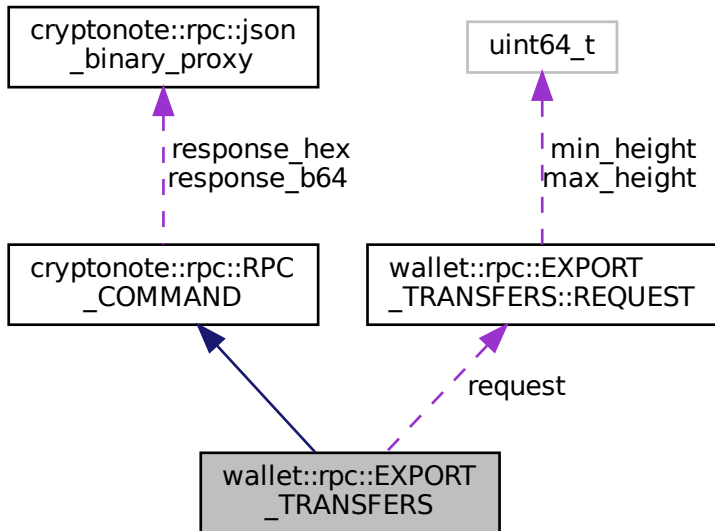 cryptonote::rpc::json
_binary_proxy
uint64_t
response_hex
response_b64
min_height
max_height
cryptonote::rpc::RPC
_COMMAND
wallet::rpc::EXPORT
_TRANSFERS::REQUEST
request
wallet::rpc::EXPORT
_TRANSFERS